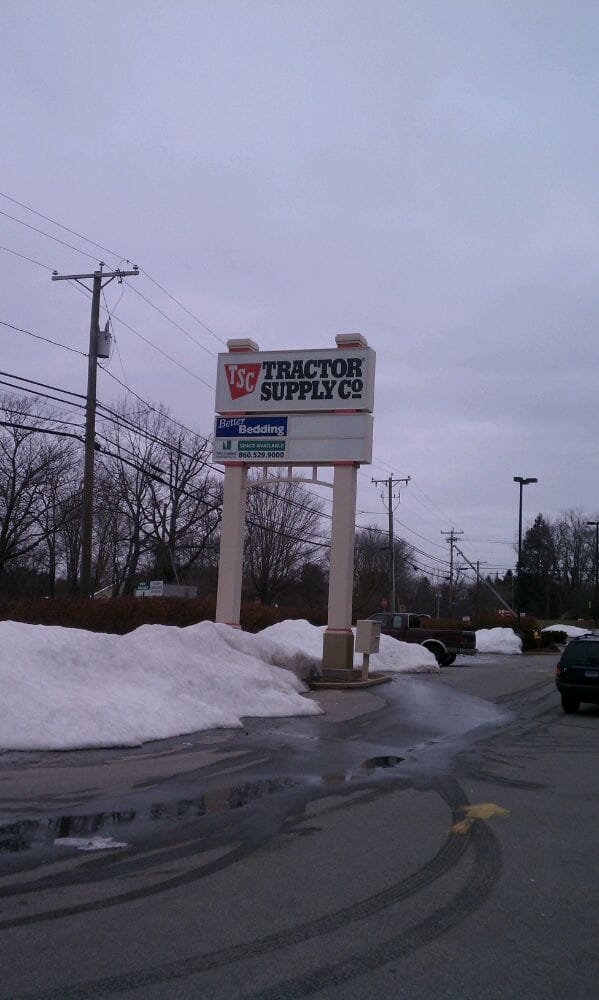 TSC
TRACTOR
SUPPLY CO
Better
Bedding
SPACE AVAILABLE
860.529.9000